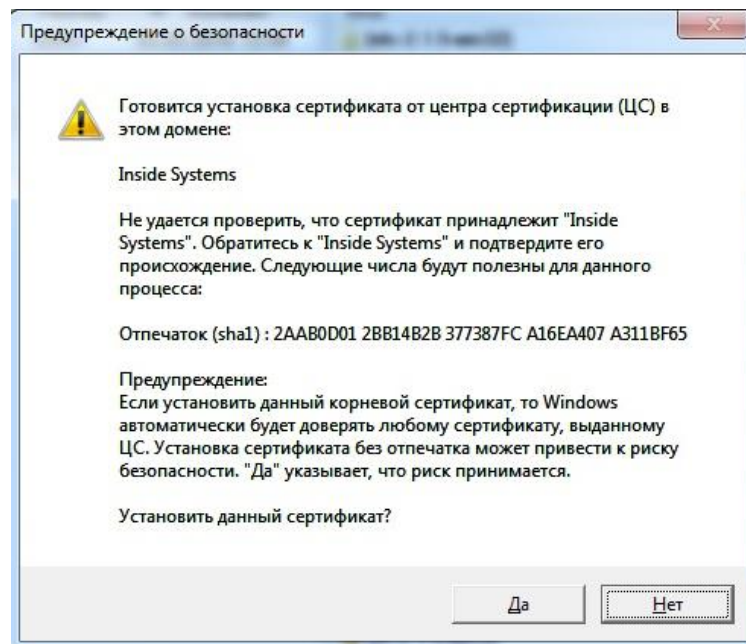 Предупреждение о безопасности
Готовится установка сертификата от центра сертификации (ЦС) в
этом домене:
Inside Systems
Не удается проверить, что сертификат принадлежит "Inside
Systems". Обратитесь к "Inside Systems" и подтвердите его
происхождение. Следующие числа будут полезны для данного
процесса:
Отпечаток (sha1) : 2AAB0D01 2BB14B2B 377387FC A16EA407 A311BF65
Предупреждение:
Если установить данный корневой сертификат, то Windows
автоматически будет доверять любому сертификату, выданному
ЦС. Установка сертификата без отпечатка может привести к риску
безопасности. "Да" указывает, что риск принимается.
Установить данный сертификат?
Да
Нет